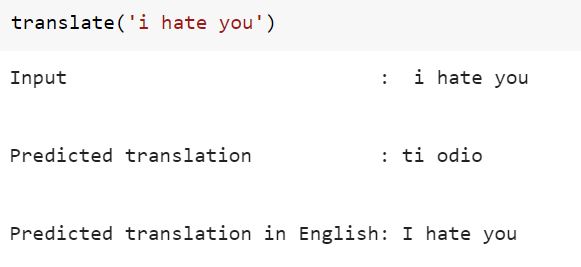 translate('i hate you')
Input : i hate you
Predicted translation : ti odio
Predicted translation in English: I hate you